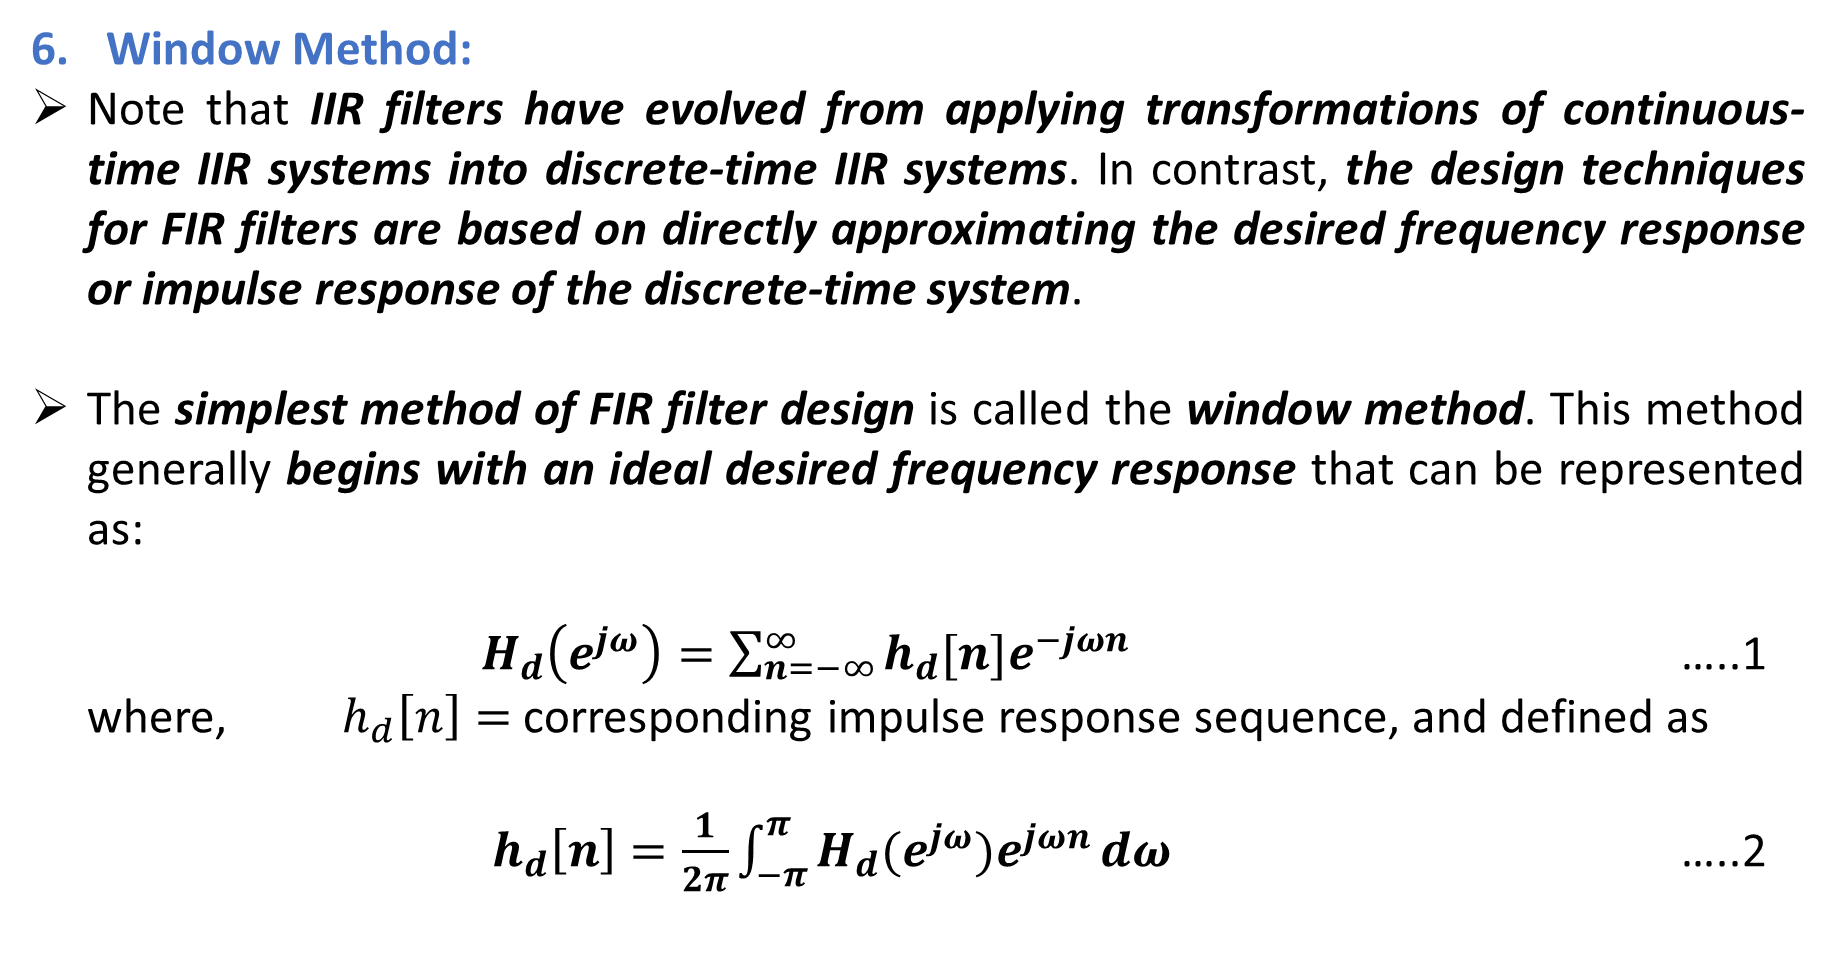 6. Window Method:
➢ Note that IIR filters have evolved from applying transformations of continuous-
time IIR systems into discrete-time IIR systems. In contrast, the design techniques
for FIR filters are based on directly approximating the desired frequency response
or impulse response of the discrete-time system.
➢ The simplest method of FIR filter design is called the window method. This method
generally begins with an ideal desired frequency response that can be represented
as:
H_d(e^{jω}) = ∑_{n=−∞}^{∞} h_d[n]e^{−jωn} .....1
where, h_d[n] = corresponding impulse response sequence, and defined as
h_d[n] = \frac{1}{2π} ∫_{−π}^{π} H_d(e^{jω})e^{jωn} dω .....2